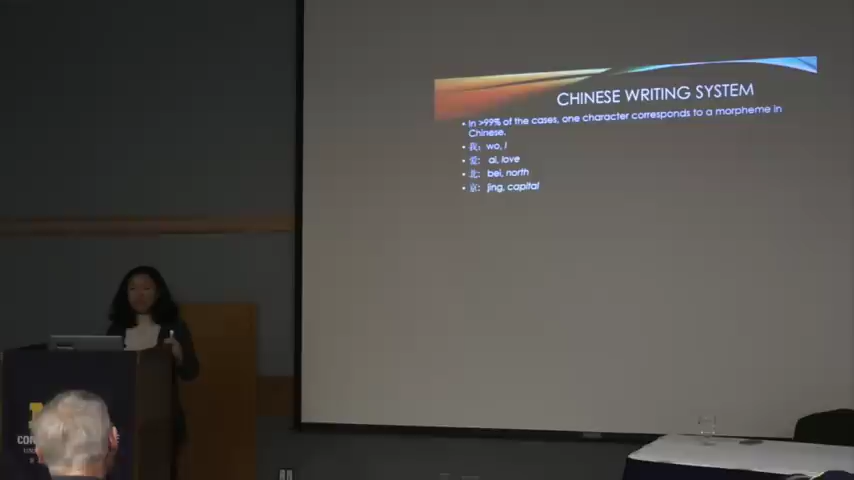 CHINESE WRITING SYSTEM
• In >99% of the cases, one character corresponds to a morpheme in
Chinese.
• 我: wo, I
• 爱: ai, love
• 北: bei, north
• 京: jing, capital
CON